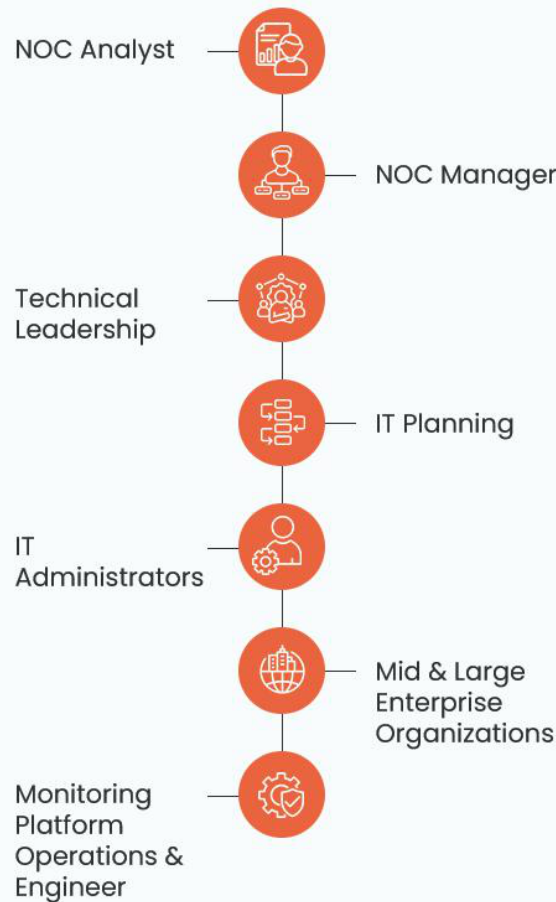 NOC Analyst
NOC Manager
Technical
Leadership
IT Planning
IT
Administrators
Mid & Large
Enterprise
Organizations
Monitoring
Platform
Operations &
Engineer